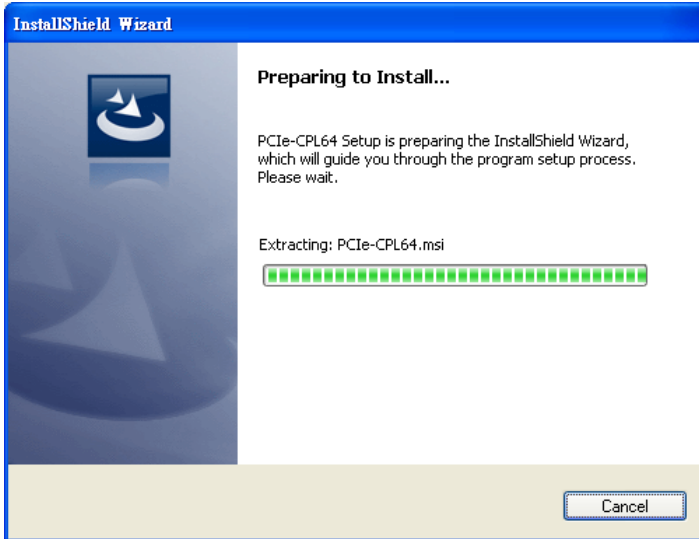 InstallShield Wizard
Preparing to Install...
PCIe-CPL64 Setup is preparing the InstallShield Wizard,
which will guide you through the program setup process.
Please wait.
Extracting: PCIe-CPL64.msi
Cancel